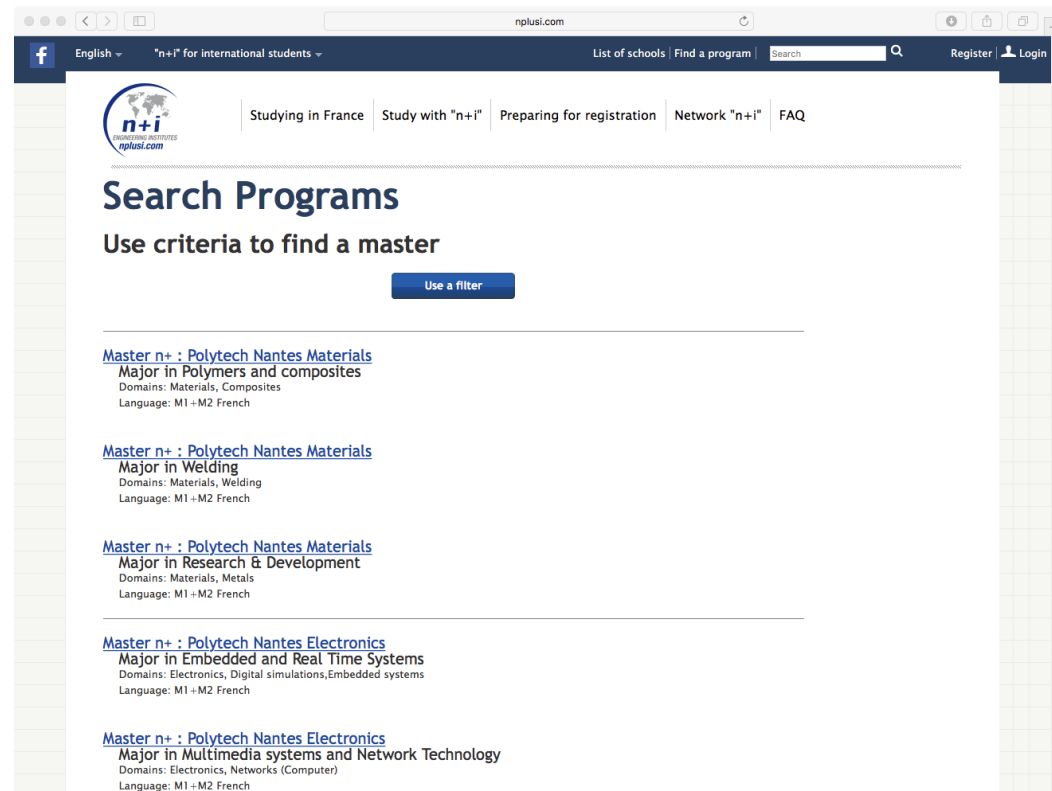 nplusi.com
f
English
"n+i" for international students
List of schools
Find a program
Search
Register
Login
n+i
ENGINEERING INSTITUTES
nplusi.com
Studying in France
Study with "n+i"
Preparing for registration
Network "n+i"
FAQ
Search Programs
Use criteria to find a master
Use a filter
Master n+ : Polytech Nantes Materials
Major in Polymers and composites
Domains: Materials, Composites
Language: M1+M2 French
Master n+ : Polytech Nantes Materials
Major in Welding
Domains: Materials, Welding
Language: M1+M2 French
Master n+ : Polytech Nantes Materials
Major in Research & Development
Domains: Materials, Metals
Language: M1+M2 French
Master n+ : Polytech Nantes Electronics
Major in Embedded and Real Time Systems
Domains: Electronics, Digital simulations,Embedded systems
Language: M1+M2 French
Master n+ : Polytech Nantes Electronics
Major in Multimedia systems and Network Technology
Domains: Electronics, Networks (Computer)
Language: M1+M2 French